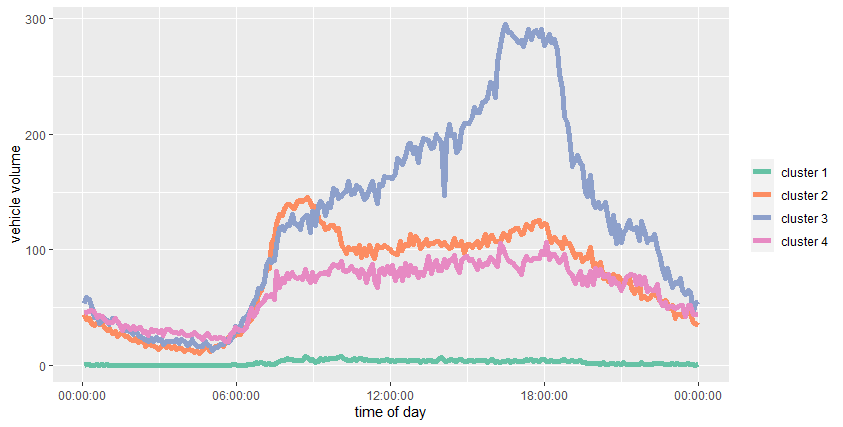 300
200
100
0
vehicle volume
00:00:00 06:00:00 12:00:00 18:00:00 00:00:00
time of day
cluster 1
cluster 2
cluster 3
cluster 4